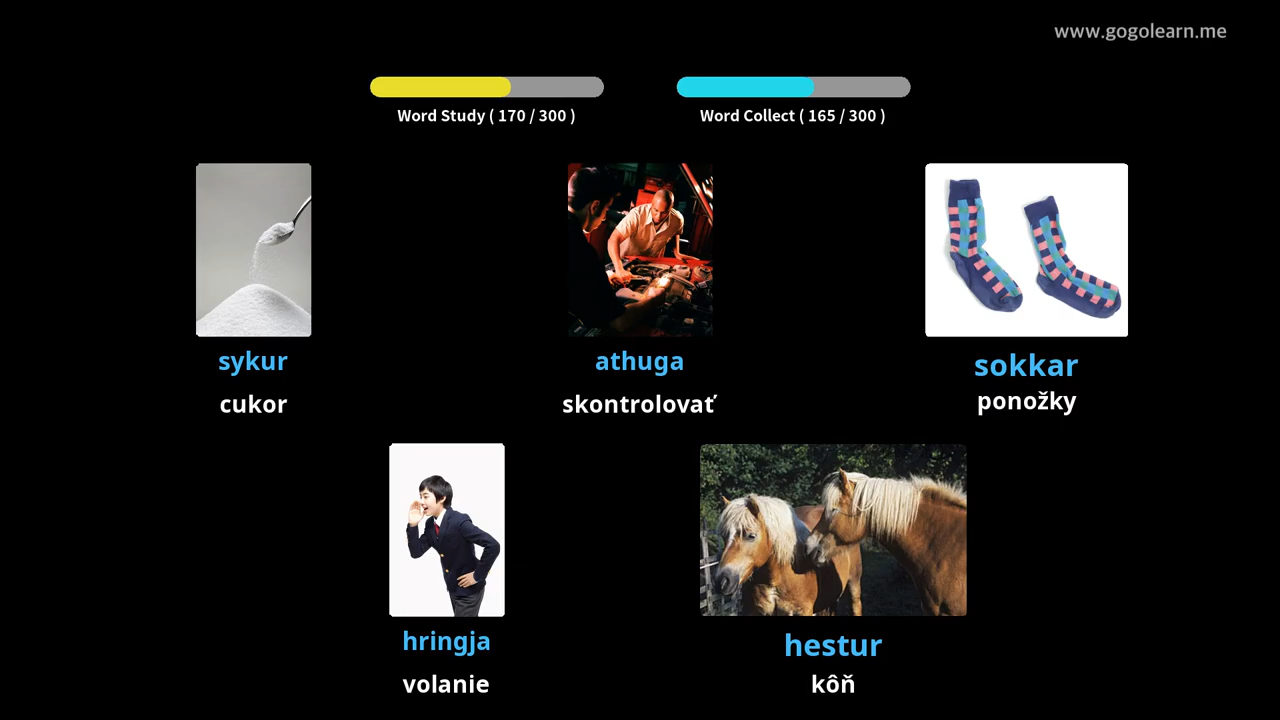 www.gogolearn.me
Word Study ( 170 / 300 )
Word Collect ( 165 / 300 )
sykur
cukor
athuga
skontrolovať
sokkar
ponožky
hringja
volanie
hestur
kôň